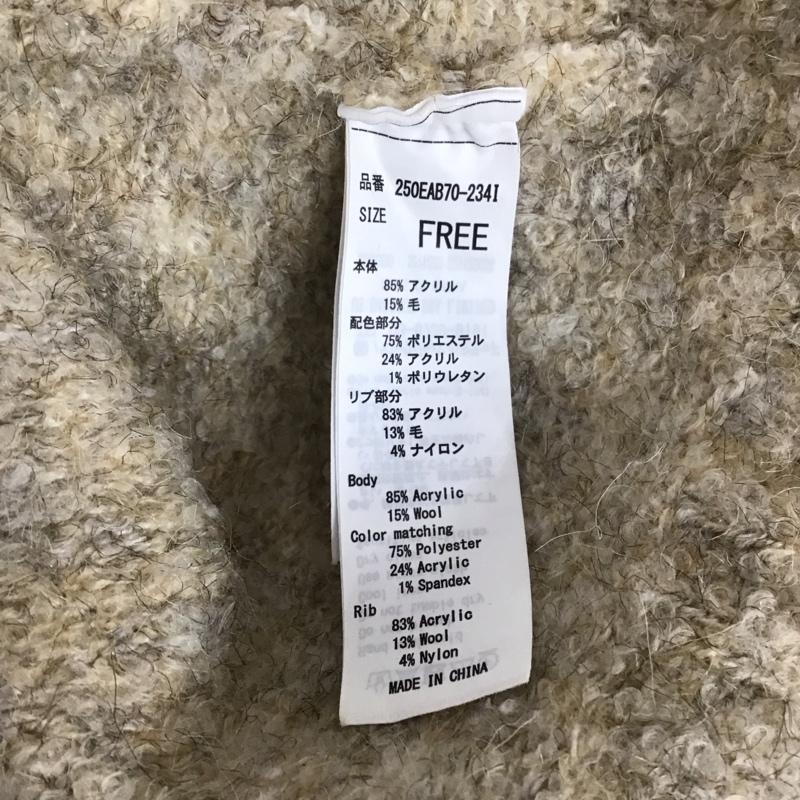 品番 250EAB70-234I
SIZE FREE
本体
85% アクリル
15% 毛
配色部分
75% ポリエステル
24% アクリル
1% ポリウレタン
リブ部分
83% アクリル
13% 毛
4% ナイロン
Body
85% Acrylic
15% Wool
Color matching
75% Polyester
24% Acrylic
1% Spandex
Rib
83% Acrylic
13% Wool
4% Nylon
MADE IN CHINA